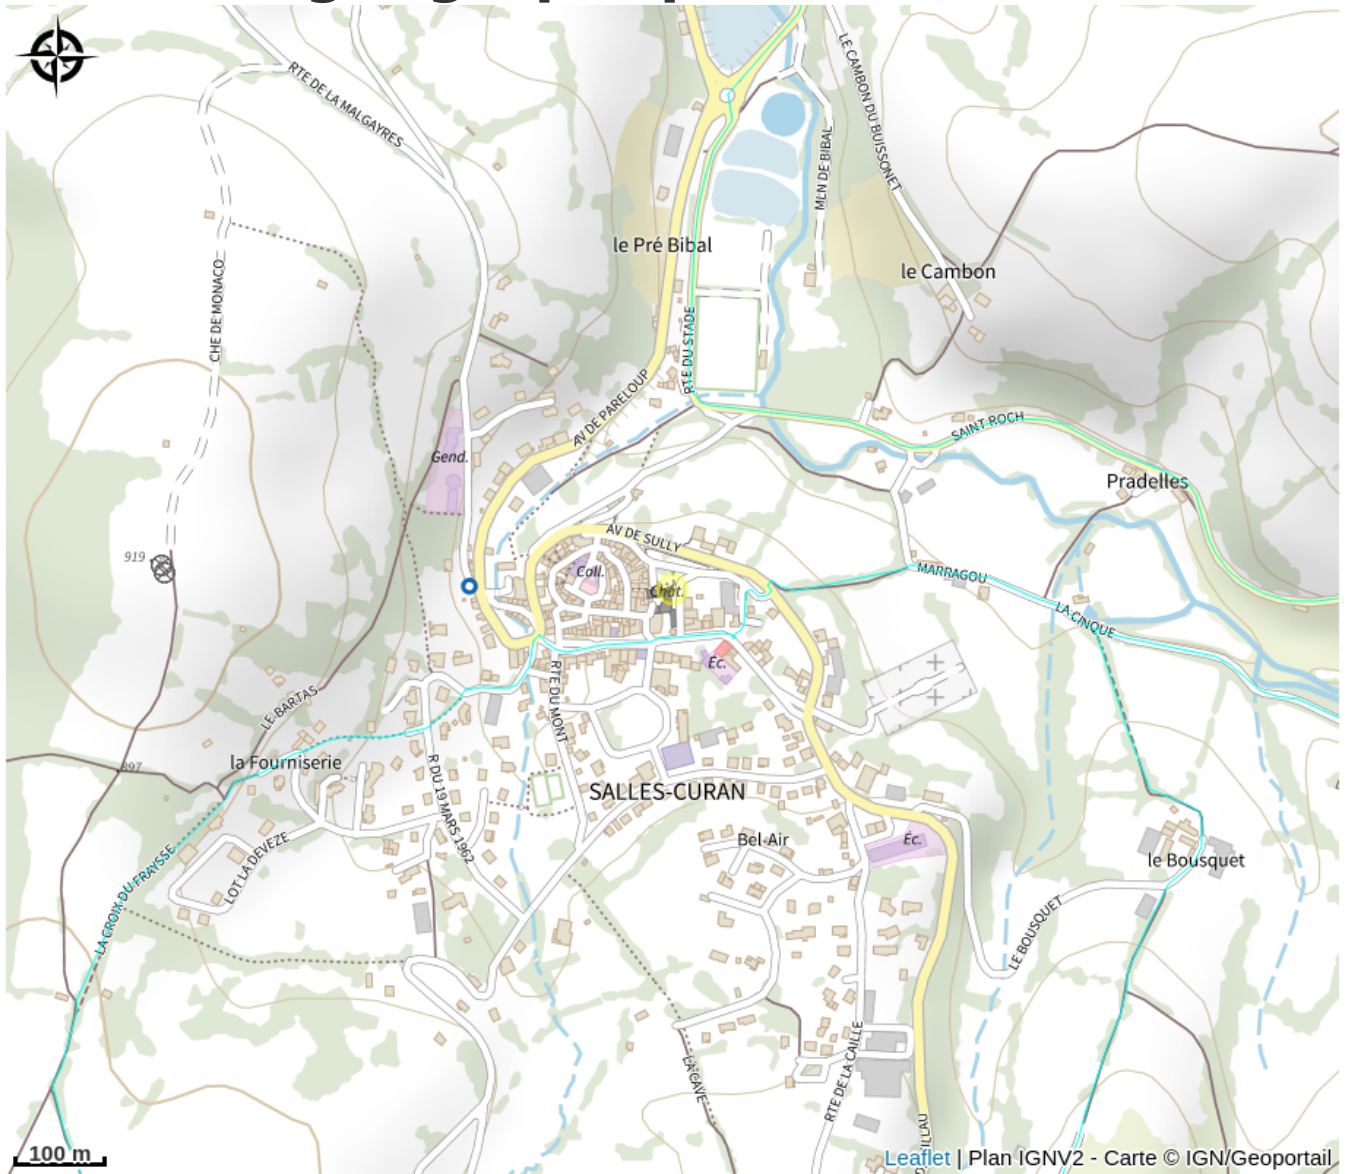 RTE DE LA MALGAYRES
LE CAMBON DU BUISSONET
MLN DE BIBAL
le Pré Bibal
le Cambon
CHE DE MONACO
RTE DU STADE
AV DE PARELOUP
SAINT ROCH
Gend.
Pradelles
AV DE SULLY
919
Coll.
Chât.
MARRAGOU
LA CINQUE
Éc.
RTE DU MONT
LE BARTAS
la Fourniserie
897
R DU 19 MARS 1962
SALLES-CURAN
Bel-Air
Éc.
le Bousquet
LOT LA DEVEZE
LA CROIX DU FRAYSSE
LE BOUSQUET
LA CAVE
RTE DE LA CAILLE
100 m
Leaflet | Plan IGNV2 - Carte © IGN/Geoportail